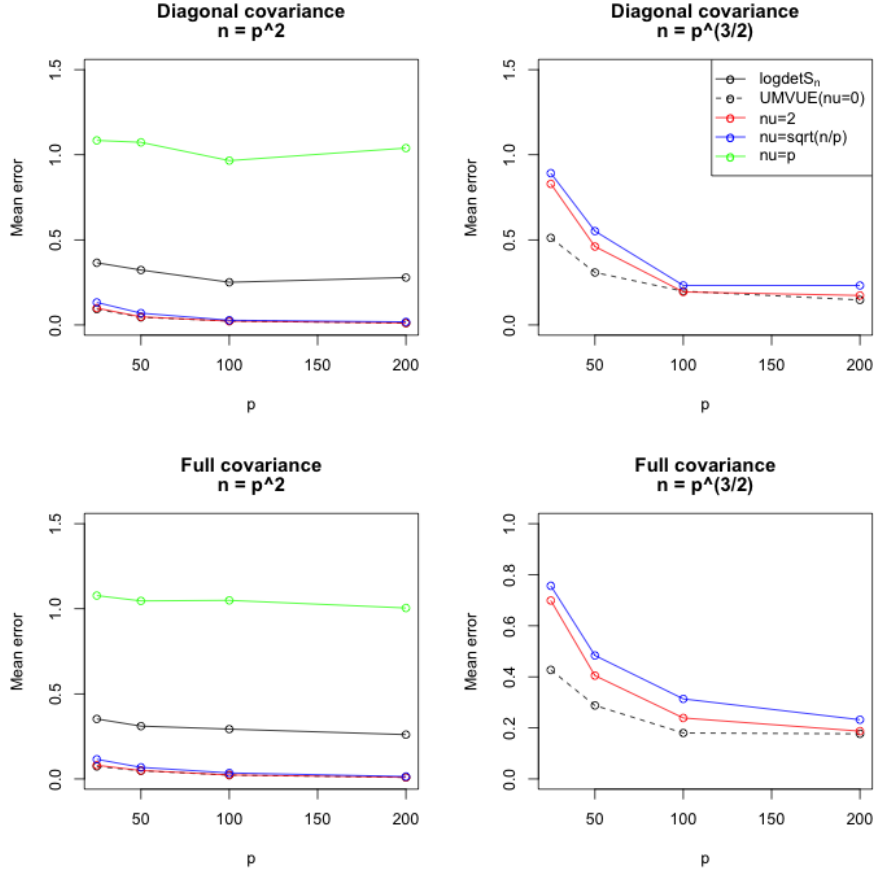 Diagonal covariance
n = p^2
Mean error
1.5
1.0
0.5
0.0
50
100
150
200
p
Diagonal covariance
n = p^(3/2)
Mean error
1.5
1.0
0.5
0.0
50
100
150
200
p
logdetSn
UMVUE(nu=0)
nu=2
nu=sqrt(n/p)
nu=p
Full covariance
n = p^2
Mean error
1.5
1.0
0.5
0.0
50
100
150
200
p
Full covariance
n = p^(3/2)
Mean error
1.0
0.8
0.6
0.4
0.2
0.0
50
100
150
200
p